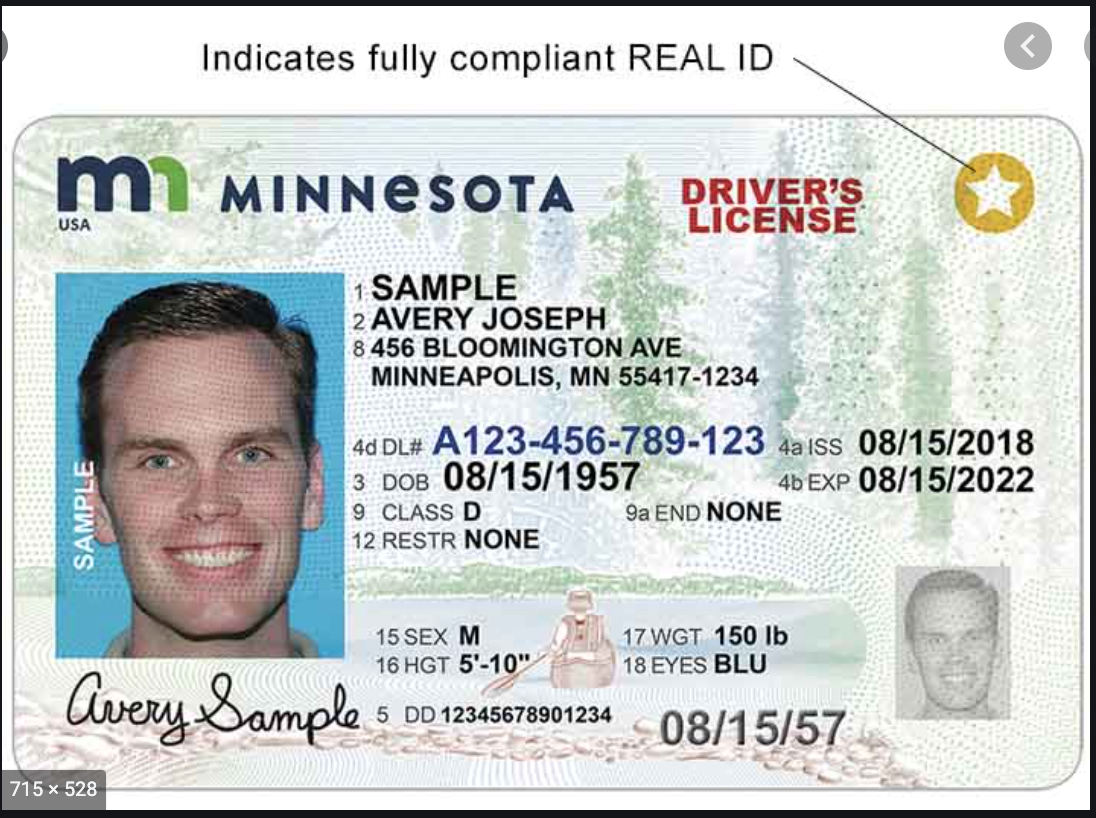 Indicates fully compliant REAL ID
mn MINNeSOTA
USA
DRIVER'S
LICENSE
1 SAMPLE
2 AVERY JOSEPH
8 456 BLOOMINGTON AVE
MINNEAPOLIS, MN 55417-1234
4d DL# A123-456-789-123 4a ISS 08/15/2018
3 DOB 08/15/1957 4b EXP 08/15/2022
9 CLASS D 9a END NONE
12 RESTR NONE
SAMPLE
15 SEX M 17 WGT 150 lb
16 HGT 5'-10" 18 EYES BLU
Avery Sample
5 DD 12345678901234
08/15/57
715 × 528